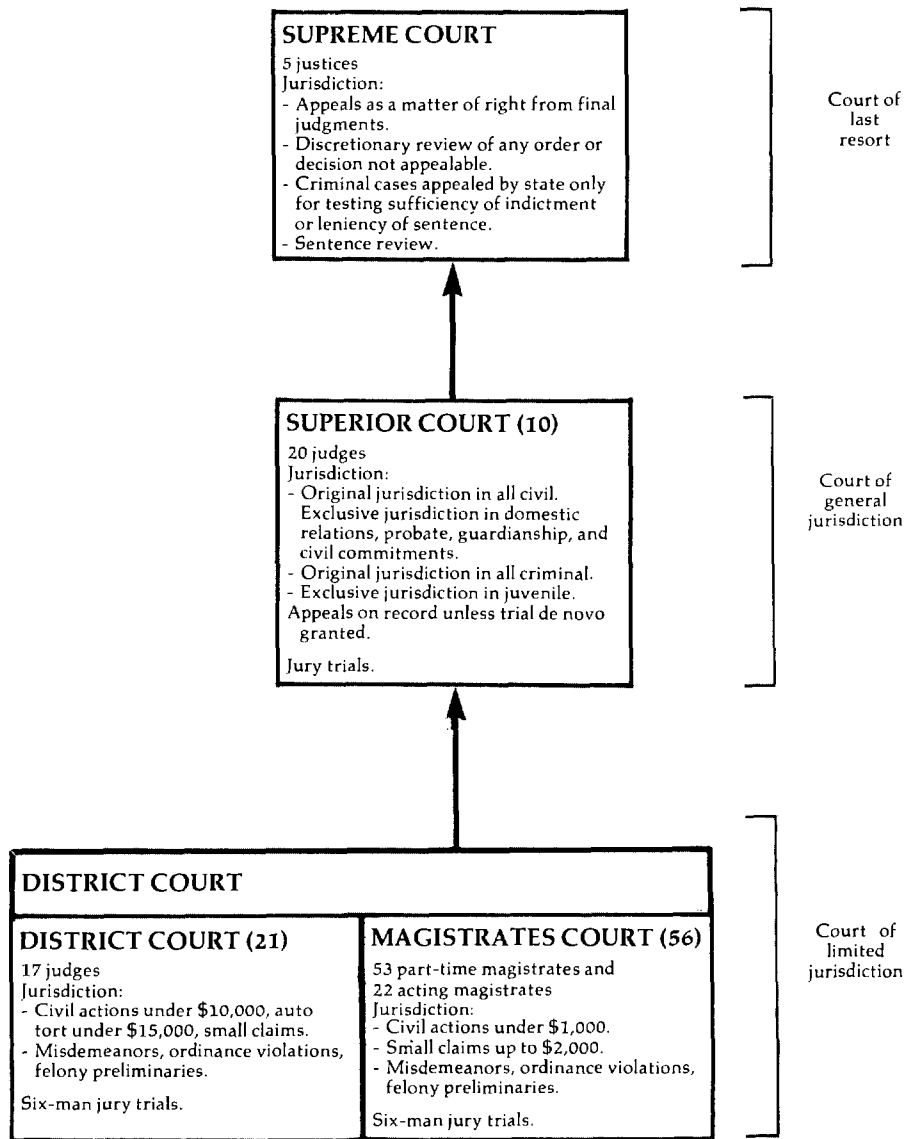 SUPREME COURT
5 justices
Jurisdiction:
- Appeals as a matter of right from final
judgments.
- Discretionary review of any order or
decision not appealable.
- Criminal cases appealed by state only
for testing sufficiency of indictment
or leniency of sentence.
- Sentence review.
Court of
last
resort
SUPERIOR COURT (10)
20 judges
Jurisdiction:
- Original jurisdiction in all civil.
Exclusive jurisdiction in domestic
relations, probate, guardianship, and
civil commitments.
- Original jurisdiction in all criminal.
- Exclusive jurisdiction in juvenile.
Appeals on record unless trial de novo
granted.
Jury trials.
Court of
general
jurisdiction
DISTRICT COURT
DISTRICT COURT (21)
17 judges
Jurisdiction:
- Civil actions under $10,000, auto
tort under $15,000, small claims.
- Misdemeanors, ordinance violations,
felony preliminaries.
Six-man jury trials.
MAGISTRATES COURT (56)
53 part-time magistrates and
22 acting magistrates
Jurisdiction:
- Civil actions under $1,000.
- Small claims up to $2,000.
- Misdemeanors, ordinance violations,
felony preliminaries.
Six-man jury trials.
Court of
limited
jurisdiction